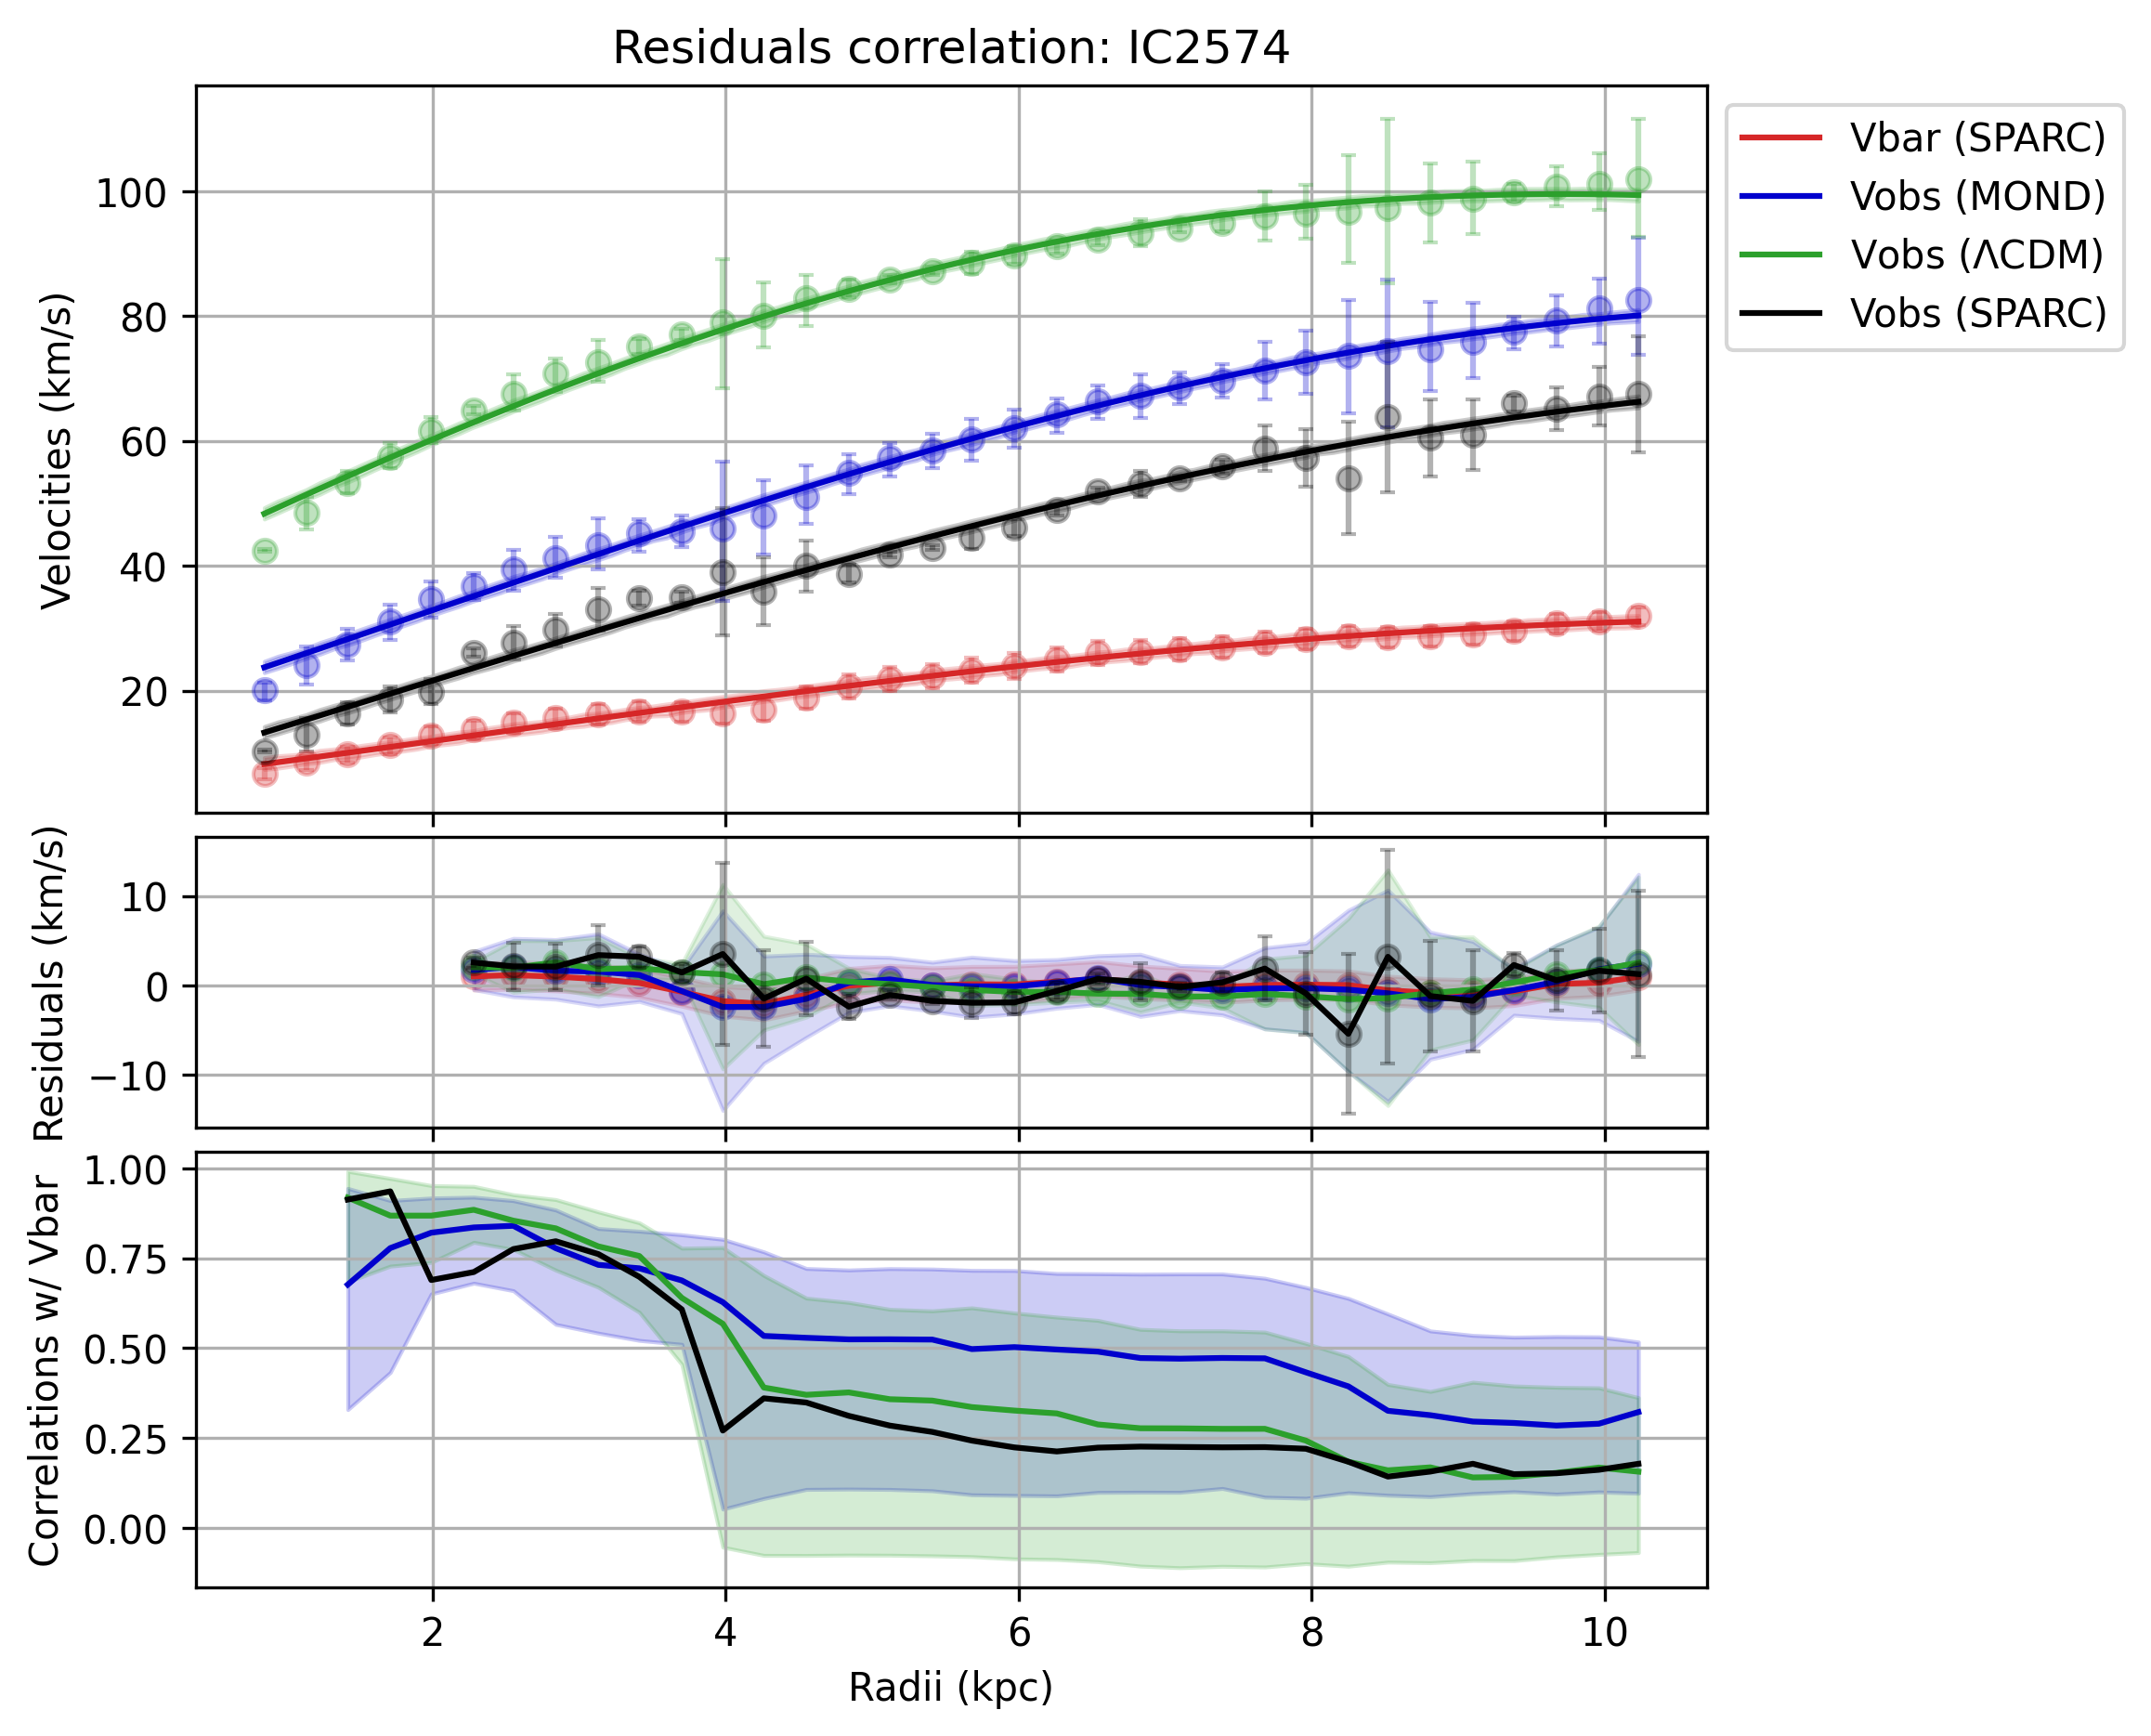 Residuals correlation: IC2574
Velocities (km/s)
100
80
60
40
20
Vbar (SPARC)
Vobs (MOND)
Vobs (ΛCDM)
Vobs (SPARC)
Residuals (km/s)
10
0
−10
Correlations w/ Vbar
1.00
0.75
0.50
0.25
0.00
2 4 6 8 10
Radii (kpc)